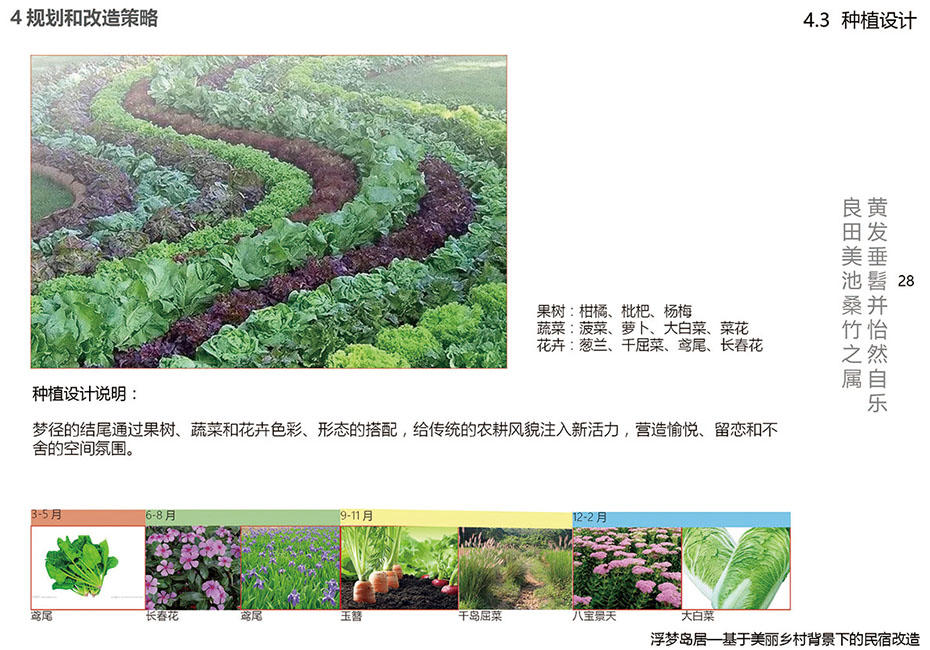 4 规划和改造策略
4.3 种植设计
黄发垂髫并怡然自乐
良田美池桑竹之属
28
果树：柑橘、枇杷、杨梅
蔬菜：菠菜、萝卜、大白菜、菜花
花卉：葱兰、千屈菜、鸢尾、长春花
种植设计说明：
梦径的结尾通过果树、蔬菜和花卉色彩、形态的搭配，给传统的农耕风貌注入新活力，营造愉悦、留恋和不
舍的空间氛围。
3-5 月
6-8 月
9-11 月
12-2 月
鸢尾
长春花
鸢尾
玉簪
千岛屈菜
八宝景天
大白菜
浮梦岛居—基于美丽乡村背景下的民宿改造